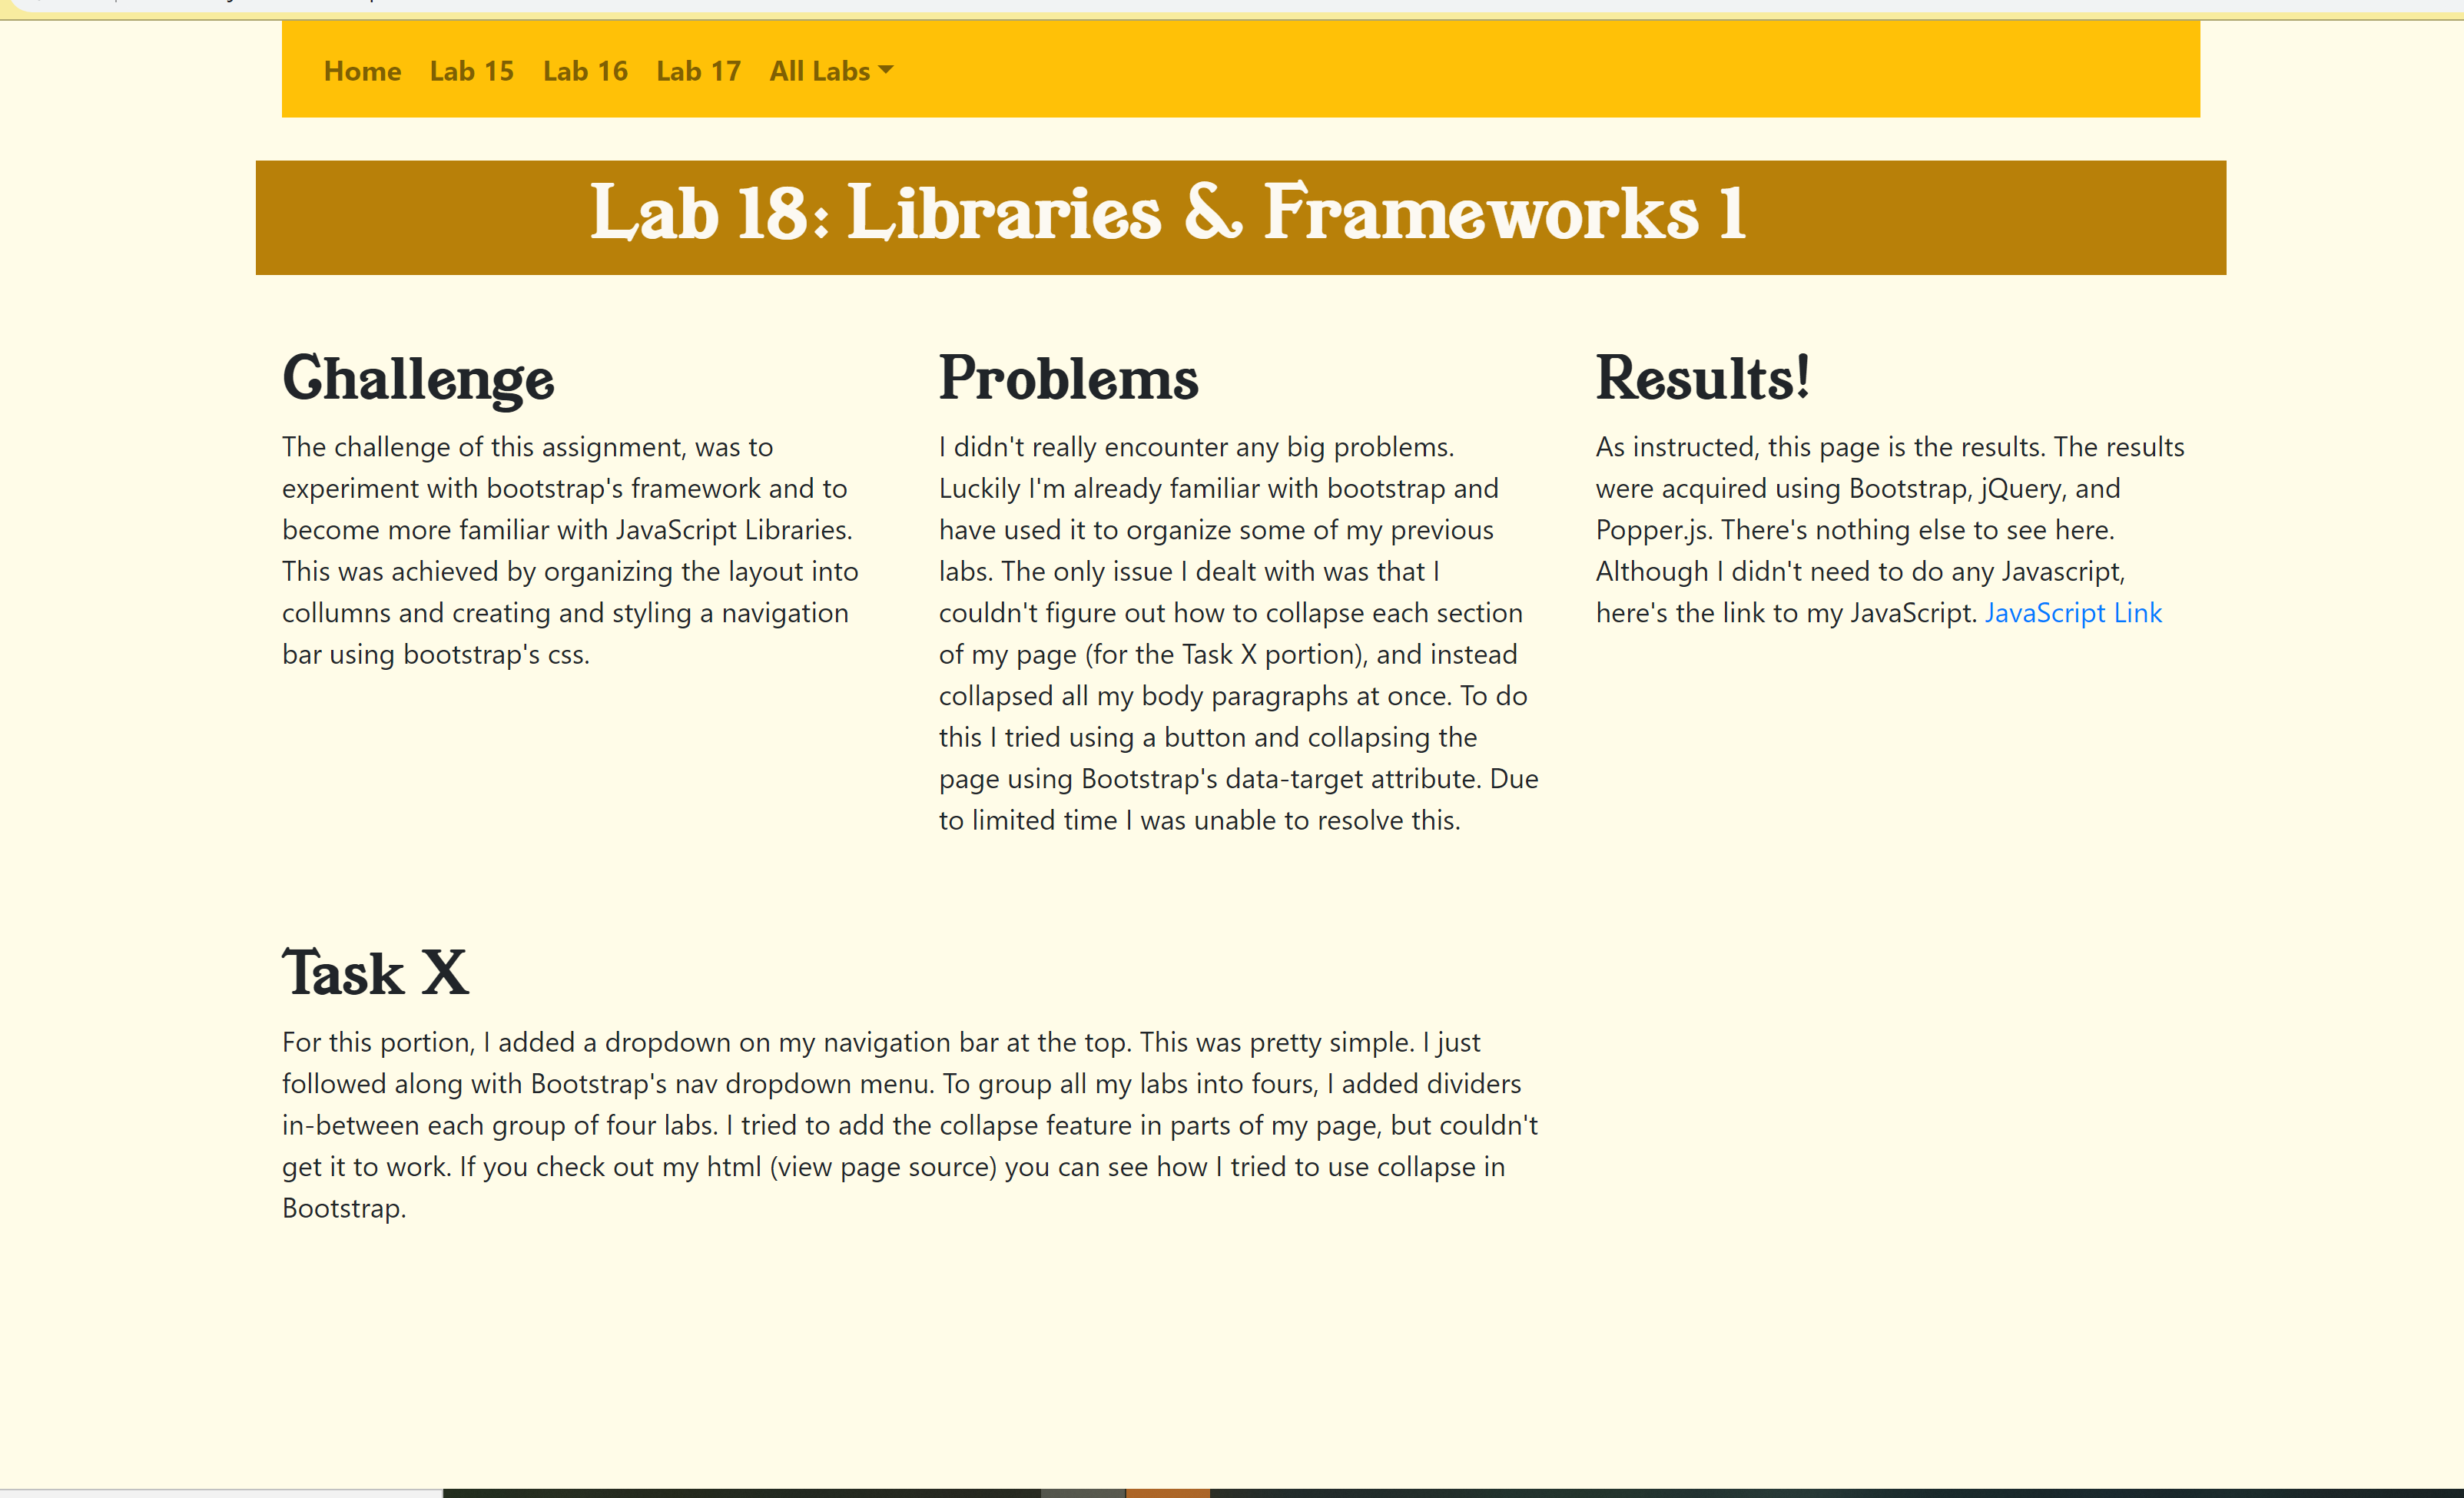 Home Lab 15 Lab 16 Lab 17 All Labs
Lab 18: Libraries & Frameworks 1
Challenge
The challenge of this assignment, was to
experiment with bootstrap's framework and to
become more familiar with JavaScript Libraries.
This was achieved by organizing the layout into
collumns and creating and styling a navigation
bar using bootstrap's css.
Problems
I didn't really encounter any big problems.
Luckily I'm already familiar with bootstrap and
have used it to organize some of my previous
labs. The only issue I dealt with was that I
couldn't figure out how to collapse each section
of my page (for the Task X portion), and instead
collapsed all my body paragraphs at once. To do
this I tried using a button and collapsing the
page using Bootstrap's data-target attribute. Due
to limited time I was unable to resolve this.
Results!
As instructed, this page is the results. The results
were acquired using Bootstrap, jQuery, and
Popper.js. There's nothing else to see here.
Although I didn't need to do any Javascript,
here's the link to my JavaScript. JavaScript Link
Task X
For this portion, I added a dropdown on my navigation bar at the top. This was pretty simple. I just
followed along with Bootstrap's nav dropdown menu. To group all my labs into fours, I added dividers
in-between each group of four labs. I tried to add the collapse feature in parts of my page, but couldn't
get it to work. If you check out my html (view page source) you can see how I tried to use collapse in
Bootstrap.